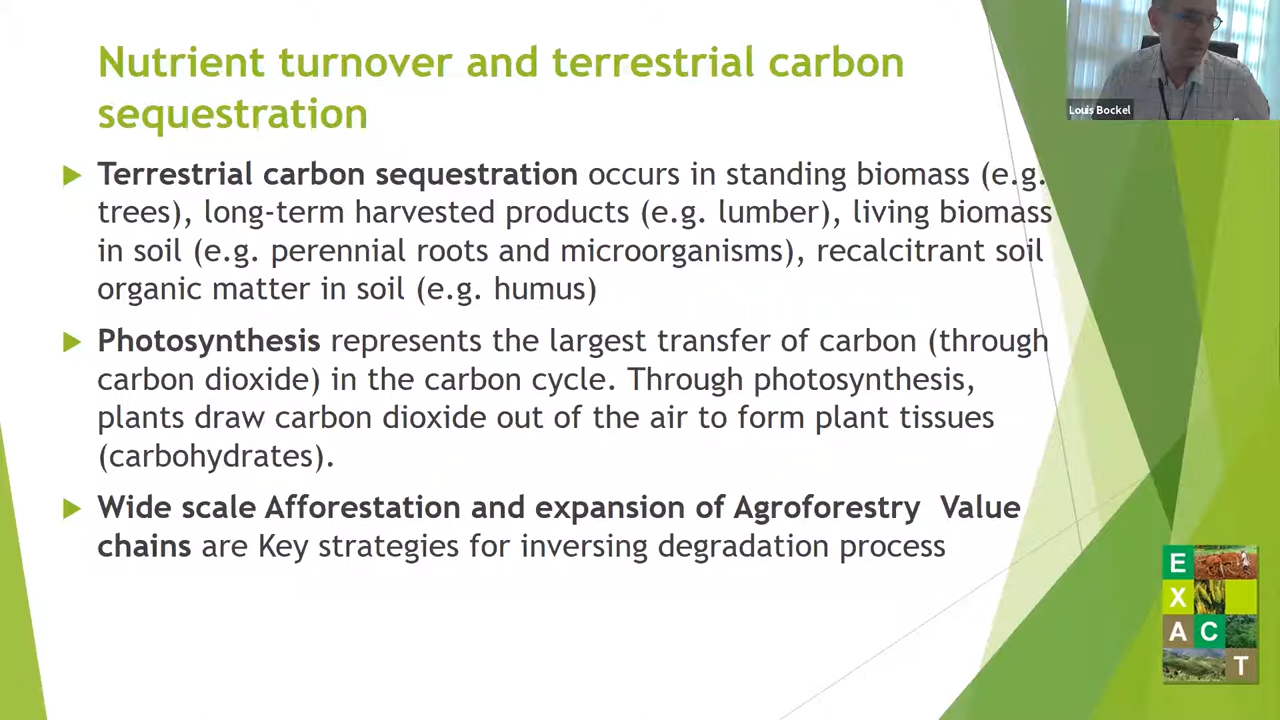 Nutrient turnover and terrestrial carbon
sequestration
Terrestrial carbon sequestration occurs in standing biomass (e.g.
trees), long-term harvested products (e.g. lumber), living biomass
in soil (e.g. perennial roots and microorganisms), recalcitrant soil
organic matter in soil (e.g. humus)
Photosynthesis represents the largest transfer of carbon (through
carbon dioxide) in the carbon cycle. Through photosynthesis,
plants draw carbon dioxide out of the air to form plant tissues
(carbohydrates).
Wide scale Afforestation and expansion of Agroforestry Value
chains are Key strategies for inversing degradation process
Louis Bockel
E
X
A C
T